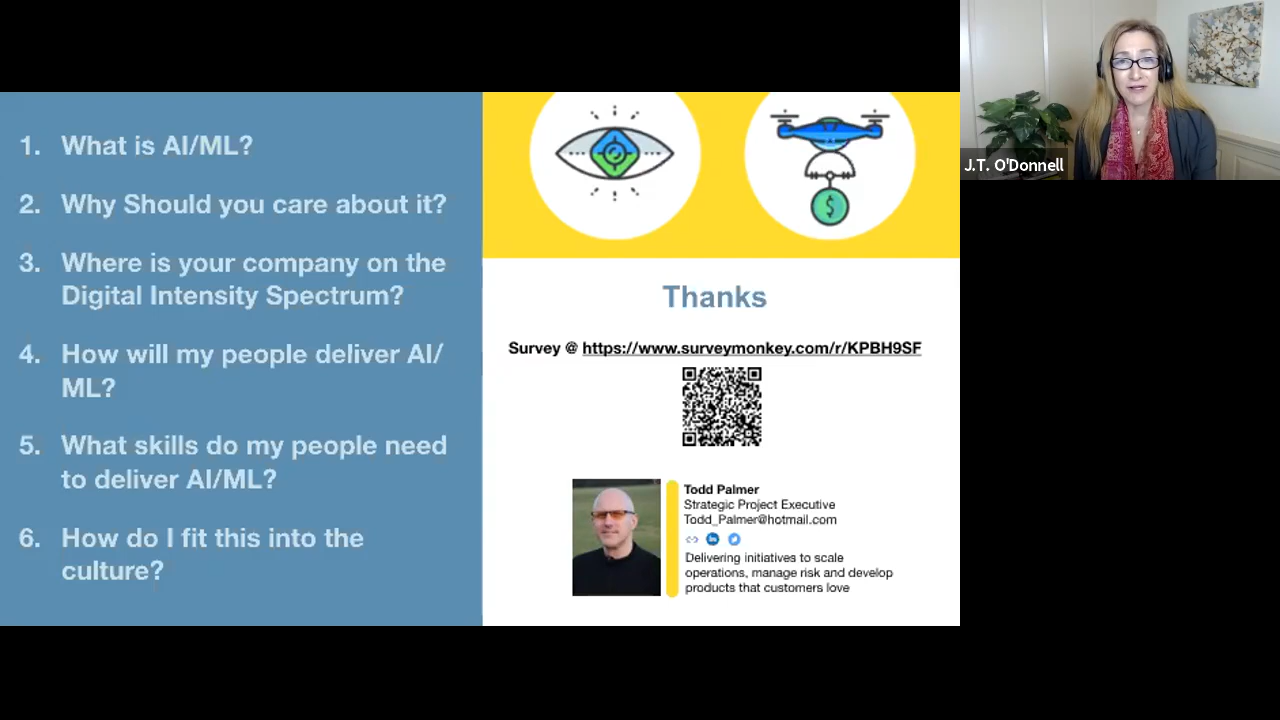 1. What is AI/ML?
2. Why Should you care about it?
3. Where is your company on the
Digital Intensity Spectrum?
4. How will my people deliver AI/
ML?
5. What skills do my people need
to deliver AI/ML?
6. How do I fit this into the
culture?
$
Thanks
Survey @ https://www.surveymonkey.com/r/KPBH9SF
Todd Palmer
Strategic Project Executive
Todd_Palmer@hotmail.com
in
Delivering initiatives to scale
operations, manage risk and develop
products that customers love
J.T. O'Donnell